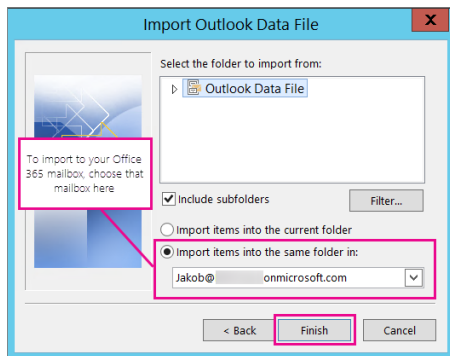 Import Outlook Data File
X
Select the folder to import from:
Outlook Data File
To import to your Office
365 mailbox, choose that
mailbox here
Include subfolders
Filter...
Import items into the current folder
Import items into the same folder in:
Jakob@ onmicrosoft.com
< Back
Finish
Cancel